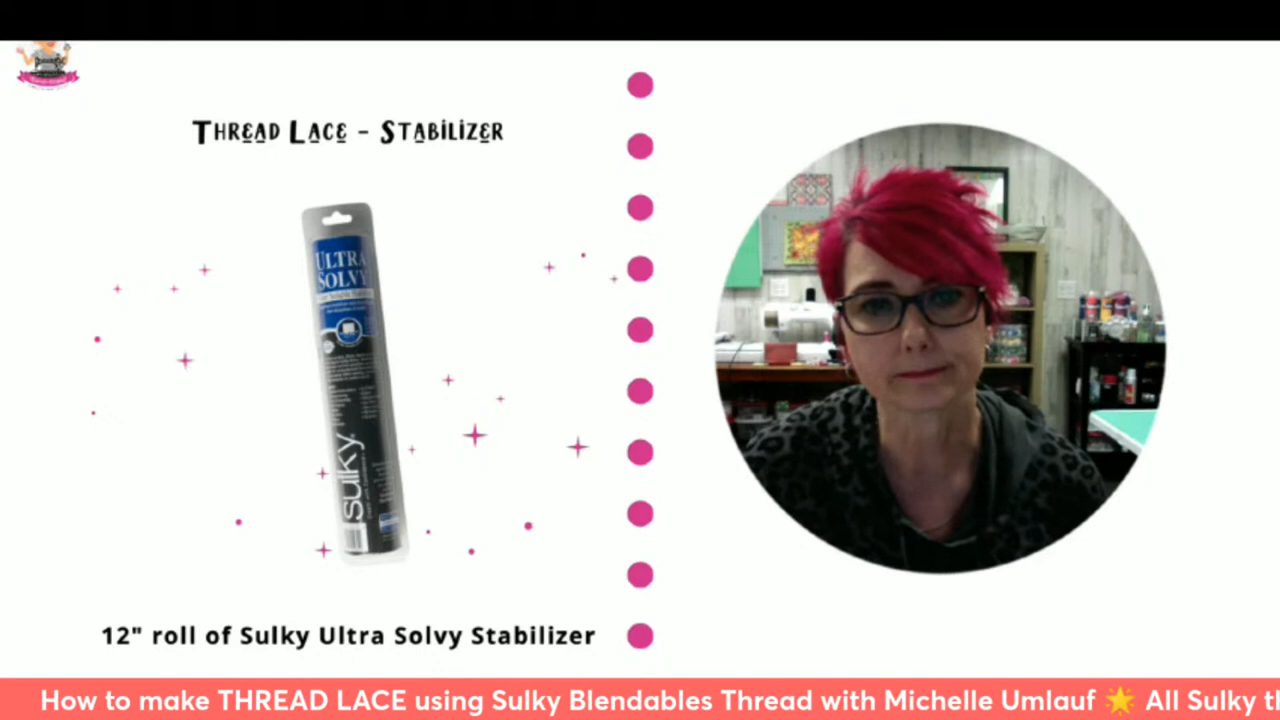 Thread Lace - Stabilizer
ULTRA
SOLVY
sulky
12" roll of Sulky Ultra Solvy Stabilizer
How to make THREAD LACE using Sulky Blendables Thread with Michelle Umlauf 🌟 All Sulky th